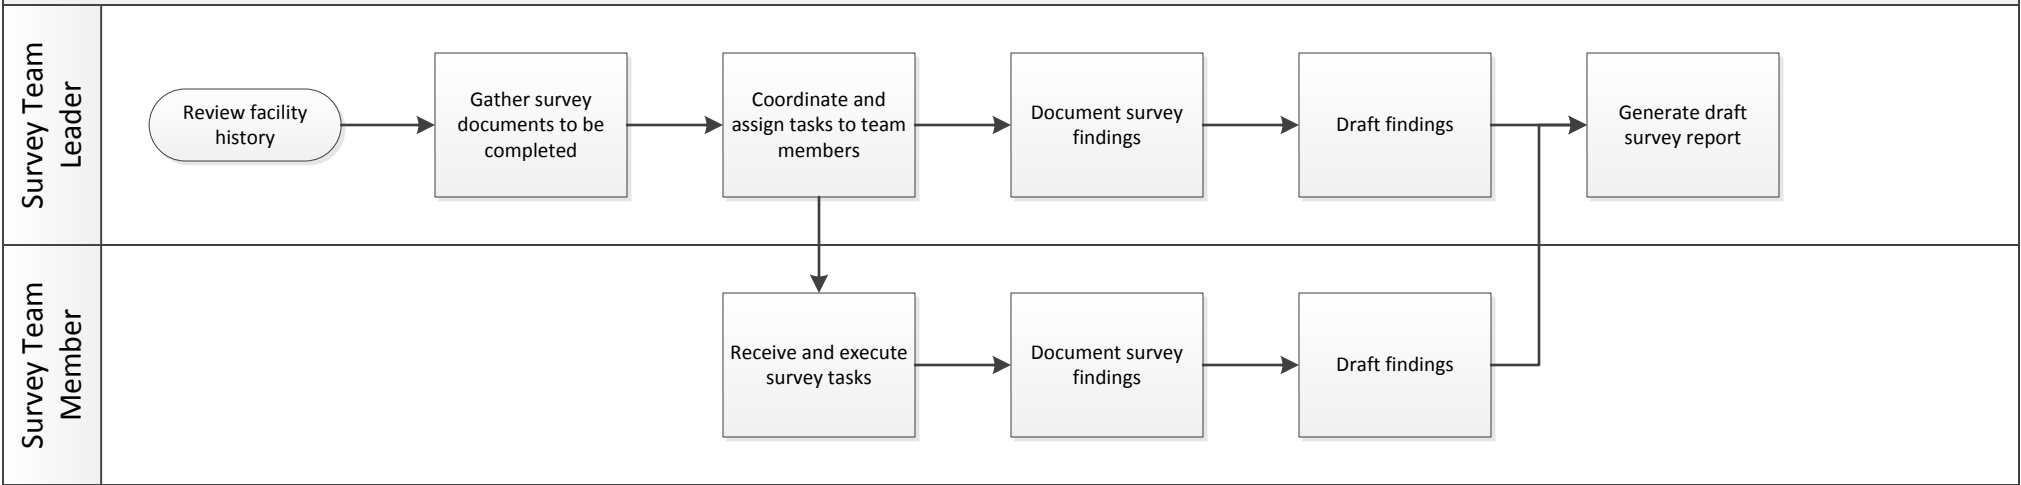 Survey Team
Leader
Review facility
history
Gather survey
documents to be
completed
Coordinate and
assign tasks to team
members
Document survey
findings
Draft findings
Generate draft
survey report
Survey Team
Member
Receive and execute
survey tasks
Document survey
findings
Draft findings